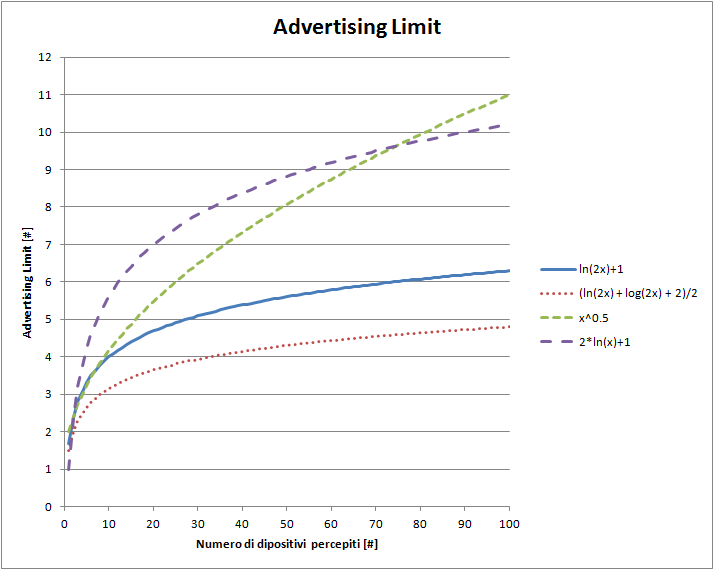 Advertising Limit
12
11
10
9
8
7
6
5
4
3
2
1
0
Advertising Limit [#]
0 10 20 30 40 50 60 70 80 90 100
Numero di dipositivi percepiti [#]
ln(2x)+1
(ln(2x) + log(2x) + 2)/2
x^0.5
2*ln(x)+1